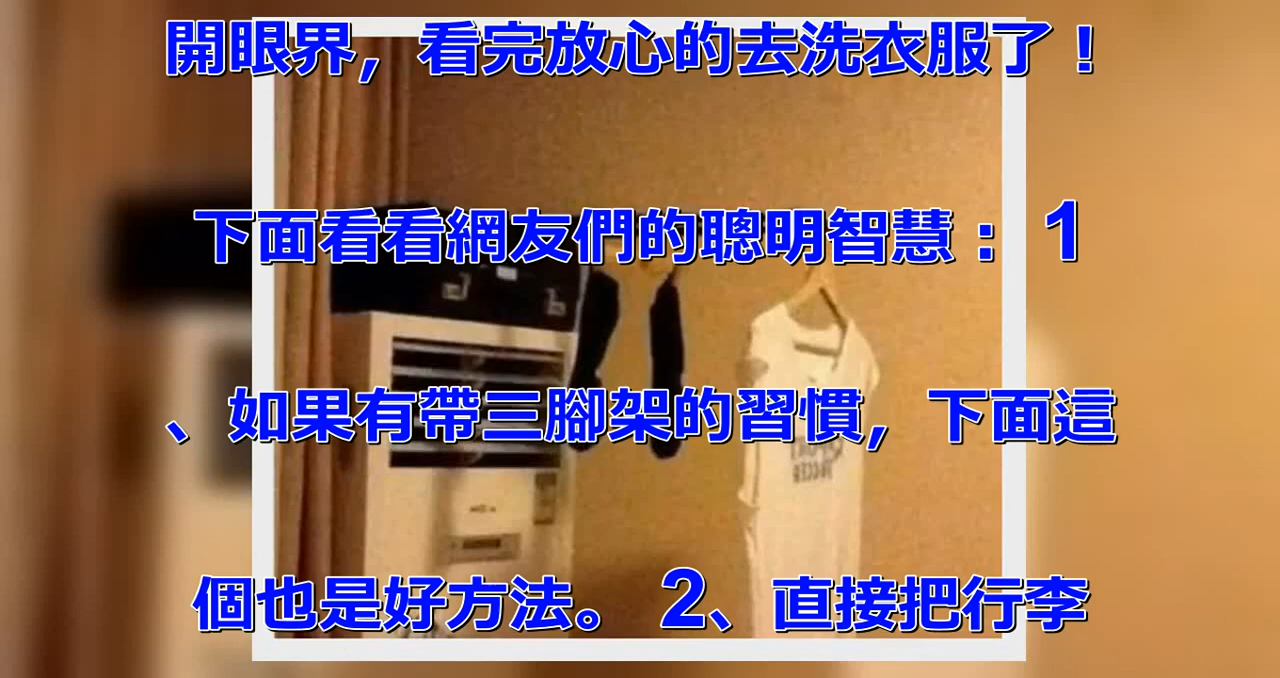 開眼界，看完放心的去洗衣服了！
下面看看網友們的聰明智慧： 1
、如果有帶三腳架的習慣，下面這
個也是好方法。 2、直接把行李